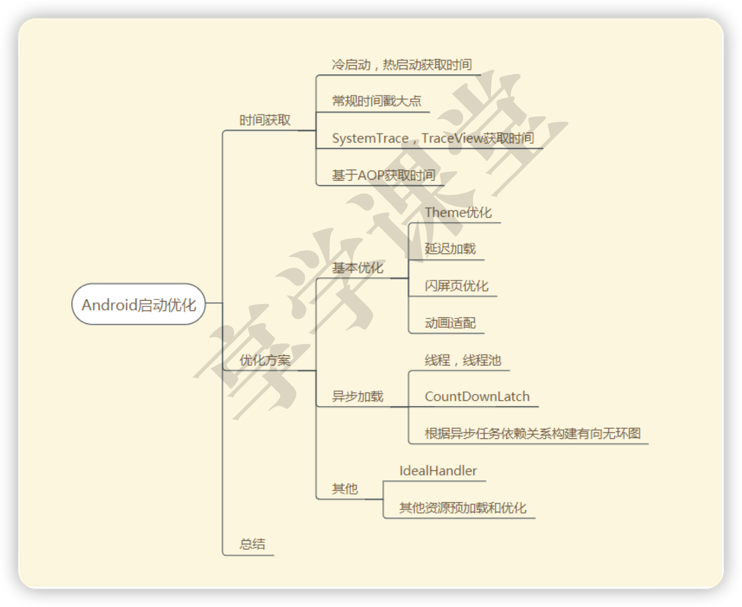 冷启动，热启动获取时间
常规时间戳大点
时间获取
SystemTrace，TraceView获取时间
基于AOP获取时间
Theme优化
延迟加载
基本优化
闪屏页优化
Android启动优化
动画适配
优化方案
线程，线程池
异步加载
CountDownLatch
根据异步任务依赖关系构建有向无环图
IdealHandler
其他
其他资源预加载和优化
总结
享学课堂